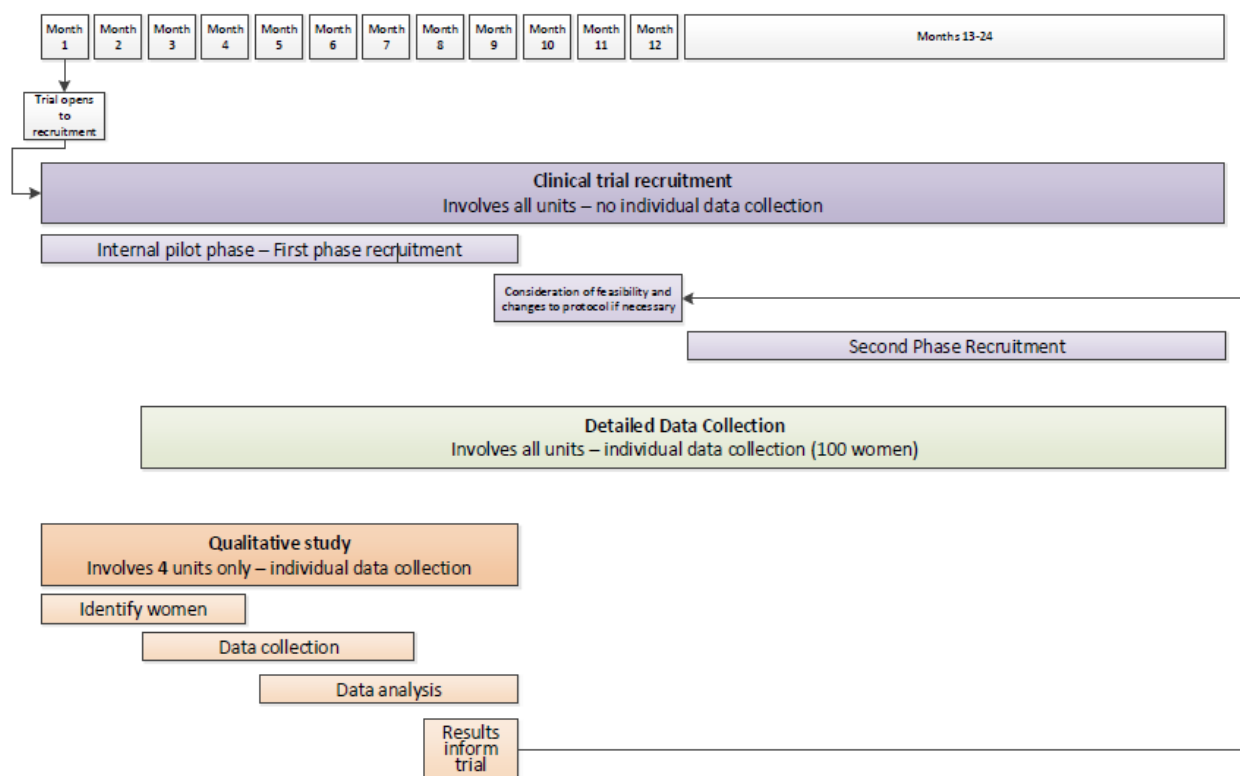 Month
1
Month
2
Month
3
Month
4
Month
5
Month
6
Month
7
Month
8
Month
9
Month
10
Month
11
Month
12
Months 13-24
Trial opens
to
recruitment
Clinical trial recruitment
Involves all units – no individual data collection
Internal pilot phase – First phase recruitment
Consideration of feasibility and
changes to protocol if necessary
Second Phase Recruitment
Detailed Data Collection
Involves all units – individual data collection (100 women)
Qualitative study
Involves 4 units only – individual data collection
Identify women
Data collection
Data analysis
Results
inform
trial